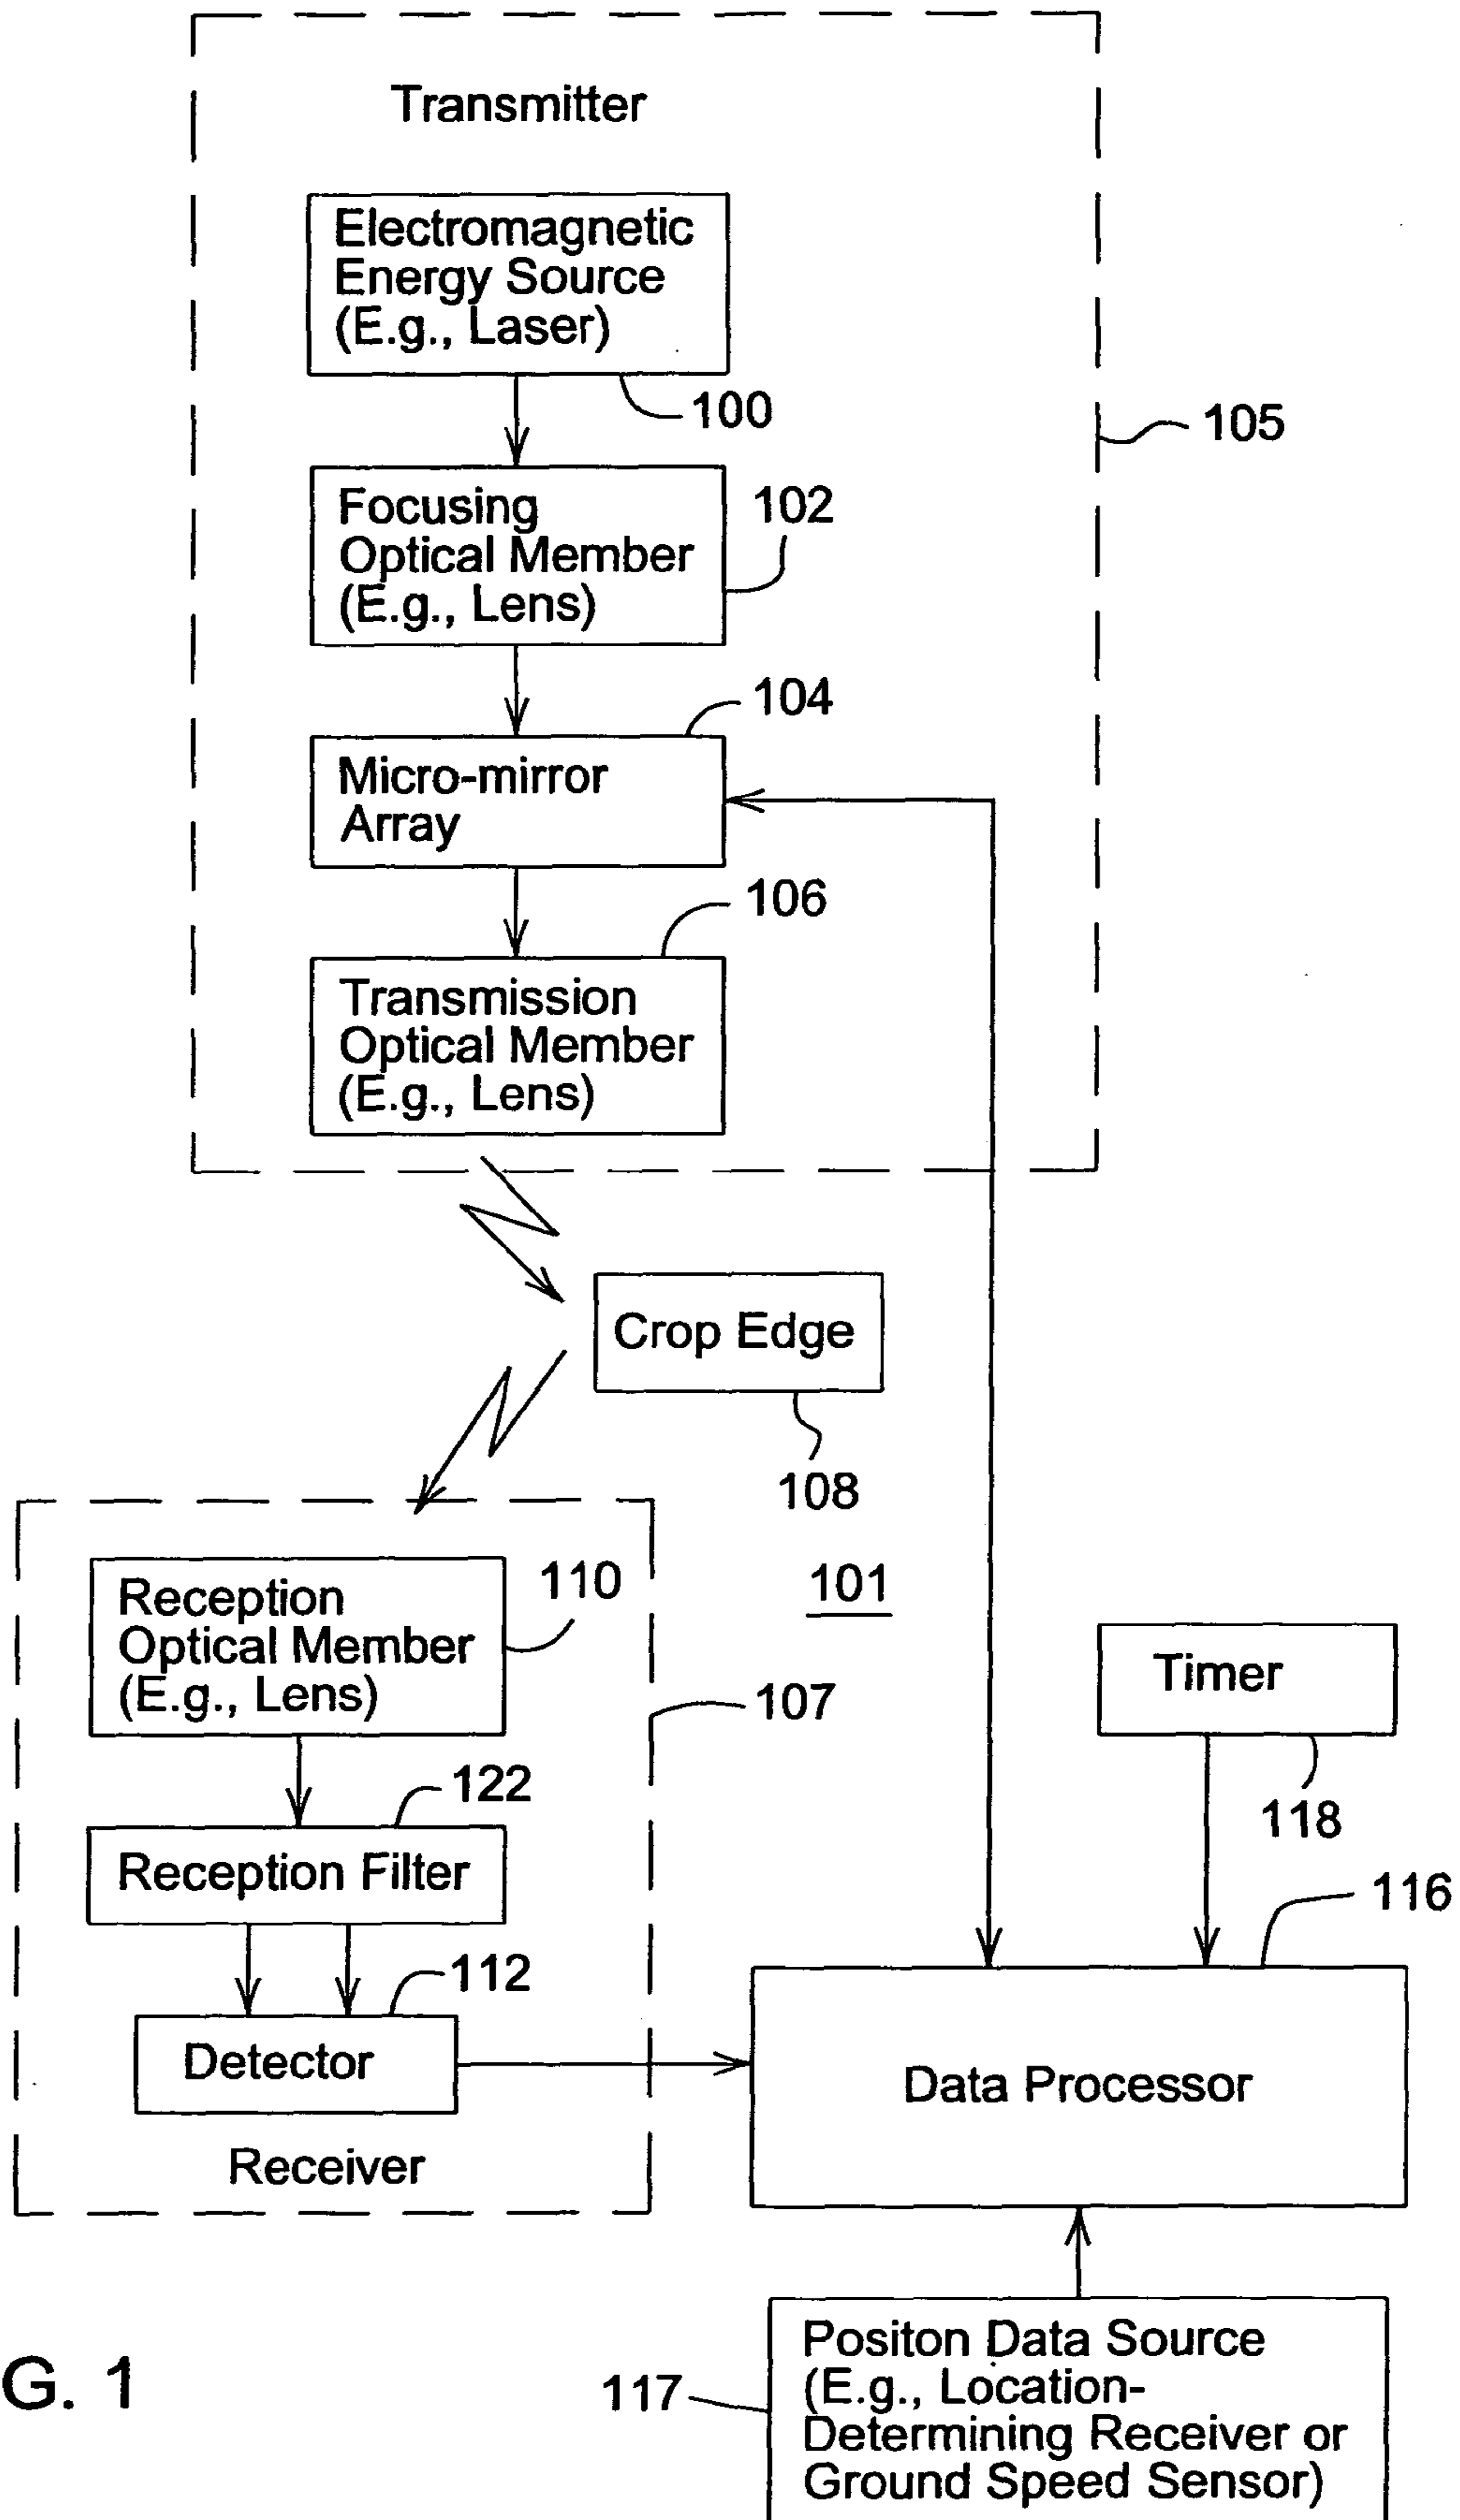 Transmitter
Electromagnetic
Energy Source
(E.g., Laser)
100
105
Focusing
Optical Member
(E.g., Lens)
102
104
Micro-mirror
Array
106
Transmission
Optical Member
(E.g., Lens)
Crop Edge
108
Reception
Optical Member
(E.g., Lens)
110
101
107
Timer
118
122
Reception Filter
116
112
Detector
Data Processor
Receiver
Positon Data Source
(E.g., Location-
Determining Receiver or
Ground Speed Sensor)
117
G. 1